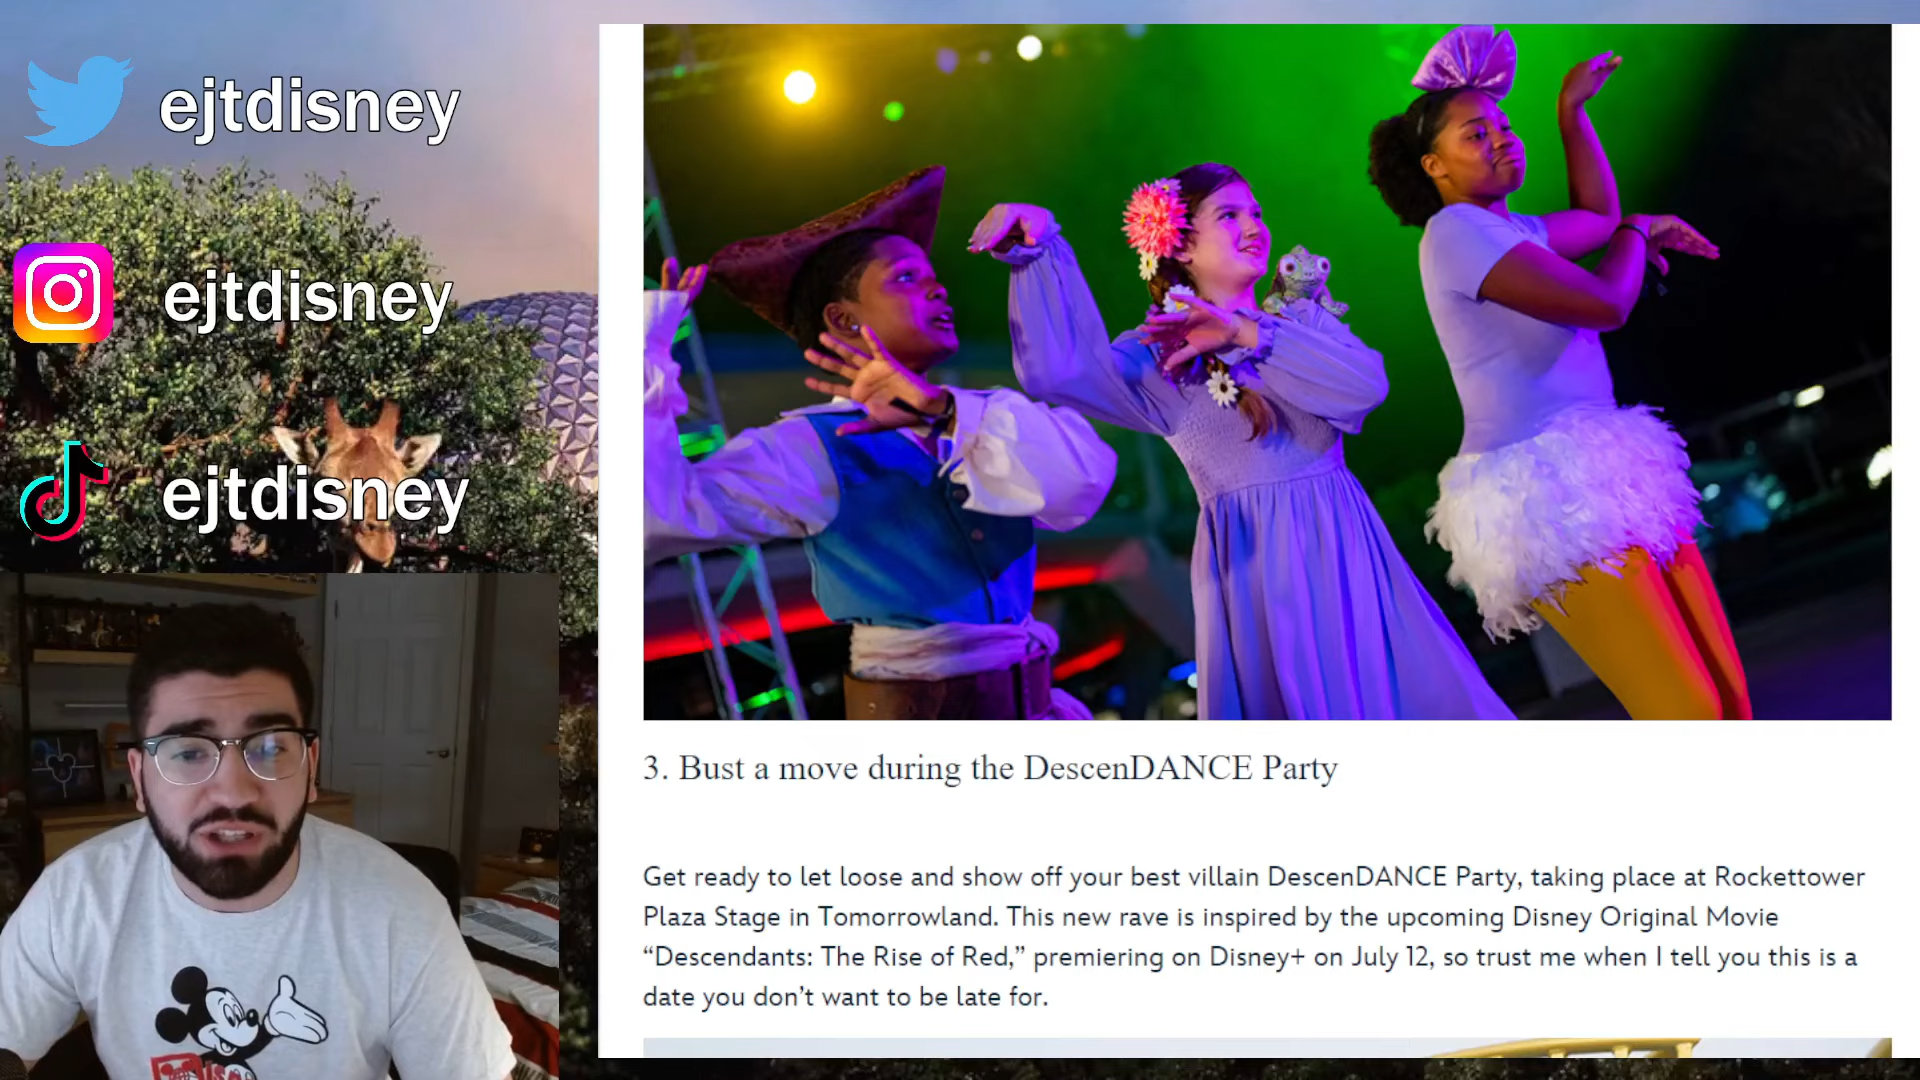 ejtdisney
ejtdisney
ejtdisney
3. Bust a move during the DescenDANCE Party
Get ready to let loose and show off your best villain DescenDANCE Party, taking place at Rockettower
Plaza Stage in Tomorrowland. This new rave is inspired by the upcoming Disney Original Movie
“Descendants: The Rise of Red,” premiering on Disney+ on July 12, so trust me when I tell you this is a
date you don’t want to be late for.